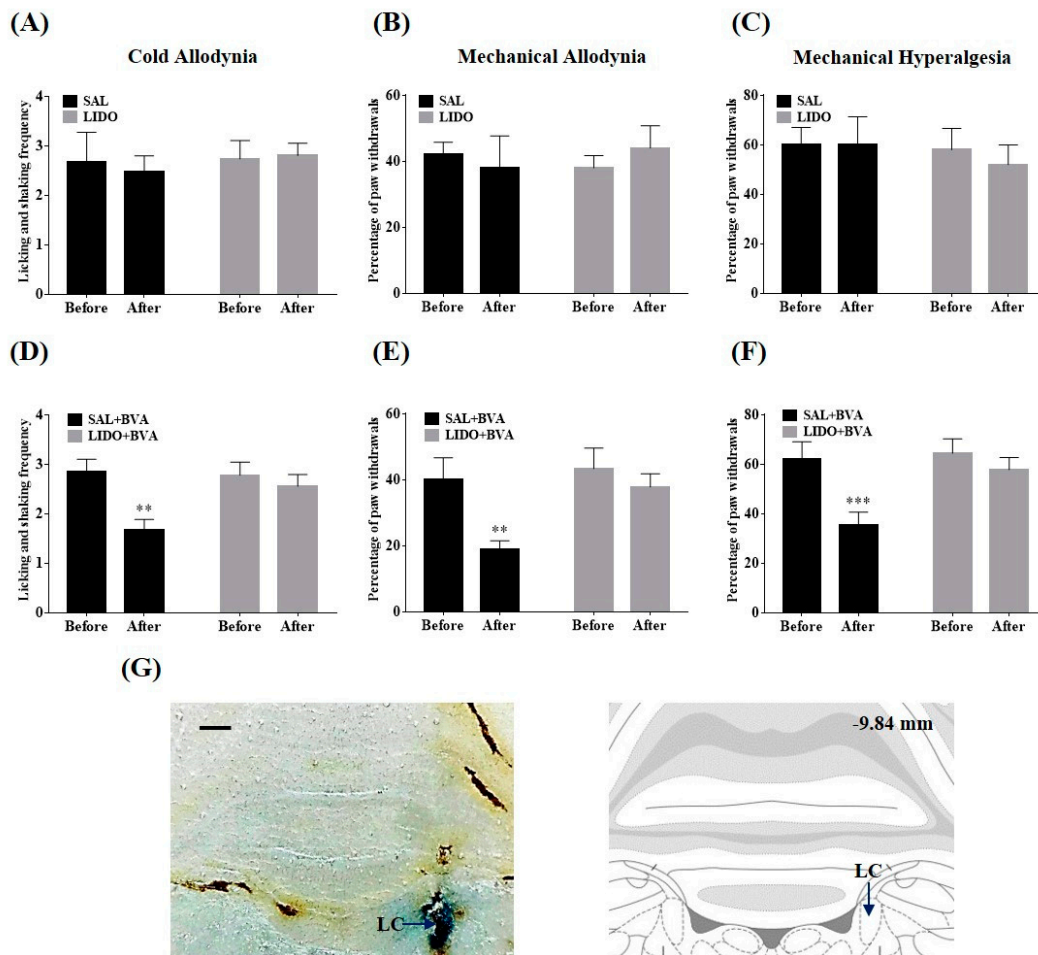 (A)
Cold Allodynia
Licking and shaking frequency
4
3
2
1
0
SAL
LIDO
Before After Before After
(B)
Mechanical Allodynia
Percentage of paw withdrawals
60
40
20
0
SAL
LIDO
Before After Before After
(C)
Mechanical Hyperalgesia
Percentage of paw withdrawals
80
60
40
20
0
SAL
LIDO
Before After Before After
(D)
Licking and shaking frequency
4
3
2
1
0
SAL+BVA
LIDO+BVA
**
Before After Before After
(E)
Percentage of paw withdrawals
60
40
20
0
SAL+BVA
LIDO+BVA
**
Before After Before After
(F)
Percentage of paw withdrawals
80
60
40
20
0
SAL+BVA
LIDO+BVA
***
Before After Before After
(G)
LC
-9.84 mm
LC